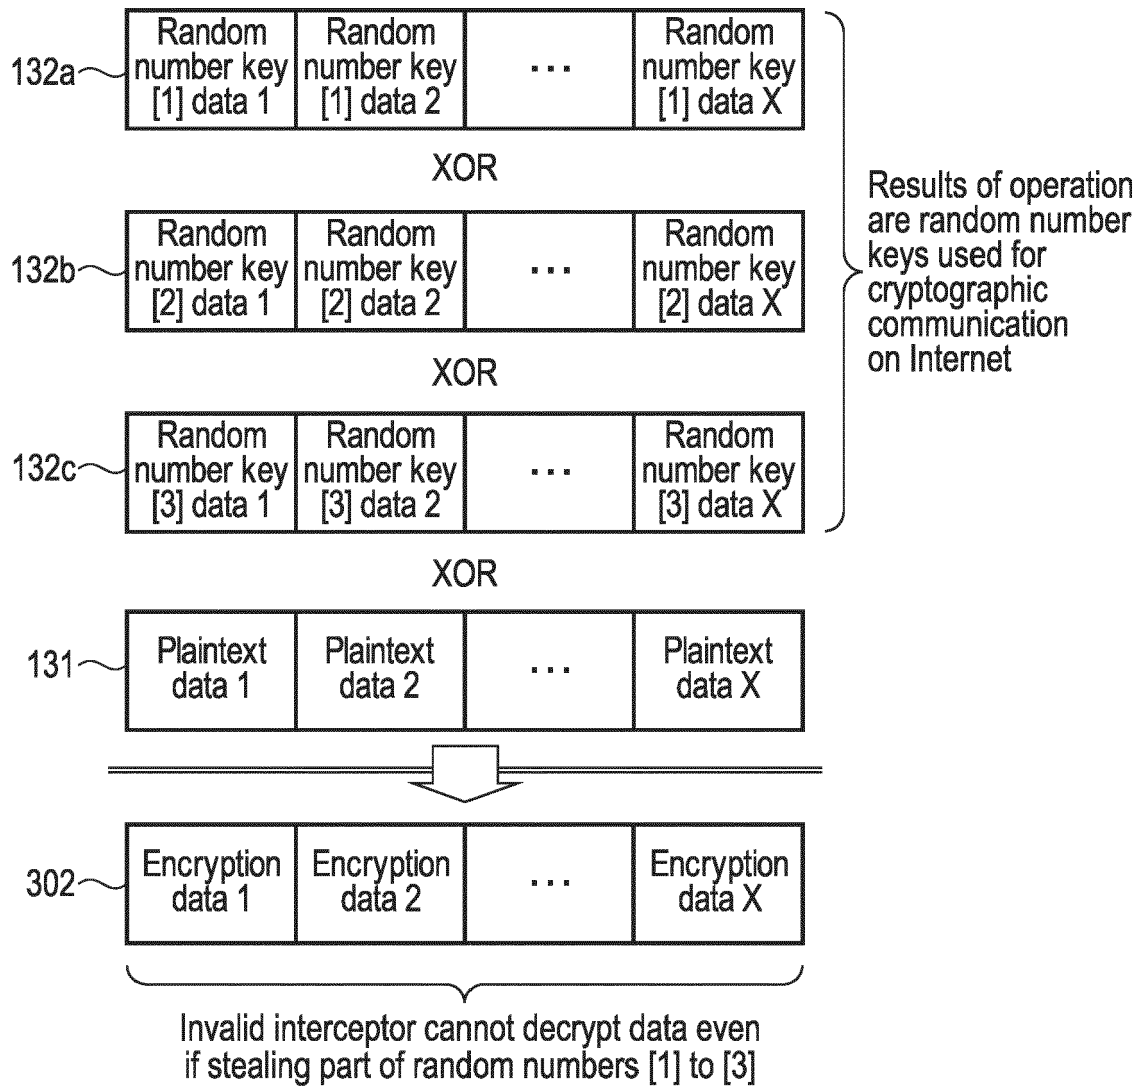 132a
Random number key [1] data 1
Random number key [1] data 2
...
Random number key [1] data X
XOR
132b
Random number key [2] data 1
Random number key [2] data 2
...
Random number key [2] data X
XOR
132c
Random number key [3] data 1
Random number key [3] data 2
...
Random number key [3] data X
Results of operation
are random number
keys used for
cryptographic
communication
on Internet
XOR
131
Plaintext data 1
Plaintext data 2
...
Plaintext data X
302
Encryption data 1
Encryption data 2
...
Encryption data X
Invalid interceptor cannot decrypt data even
if stealing part of random numbers [1] to [3]